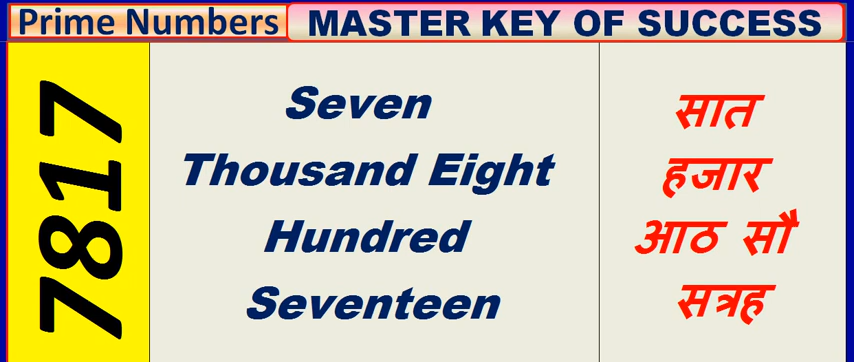 Prime Numbers
MASTER KEY OF SUCCESS
7817
Seven
Thousand Eight
Hundred
Seventeen
सात
हजार
आठ सौ
सत्रह